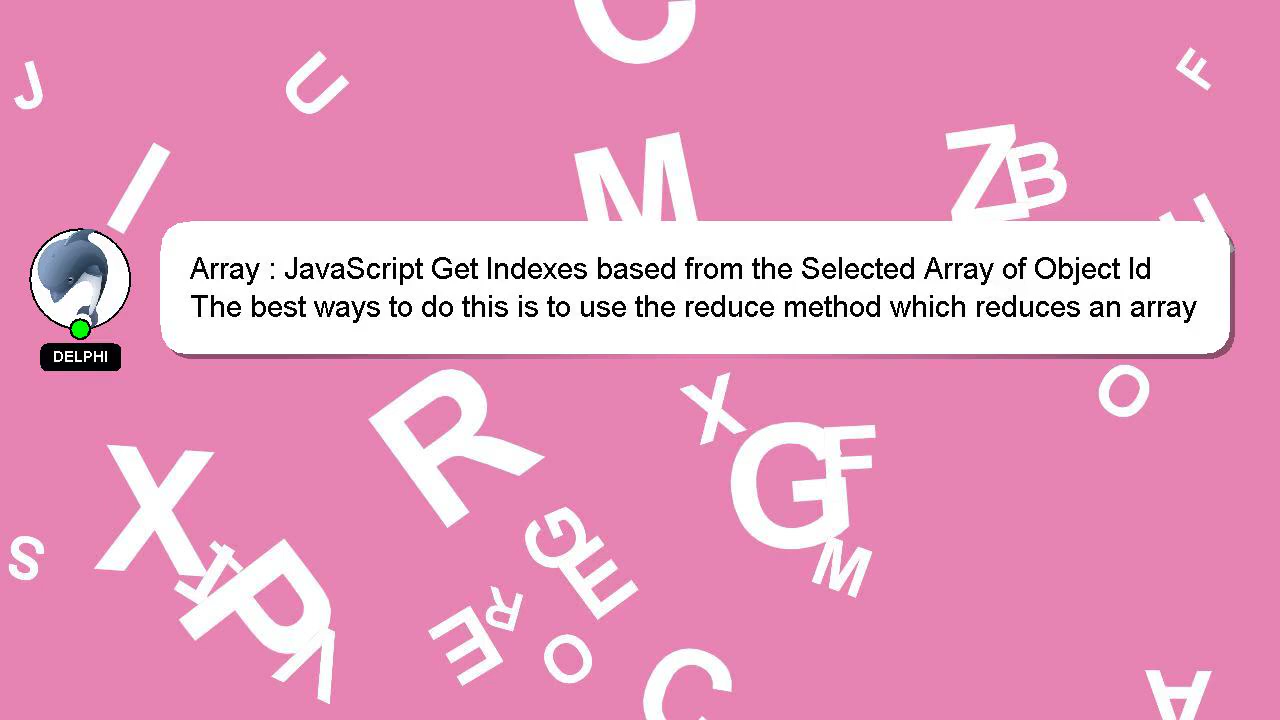 C
J
U
F
I
M
Z
B
Array : JavaScript Get Indexes based from the Selected Array of Object Id
The best ways to do this is to use the reduce method which reduces an array
DELPHI
R
X
O
G
F
X
S
G
E
M
P
R
E
O
V
C
A